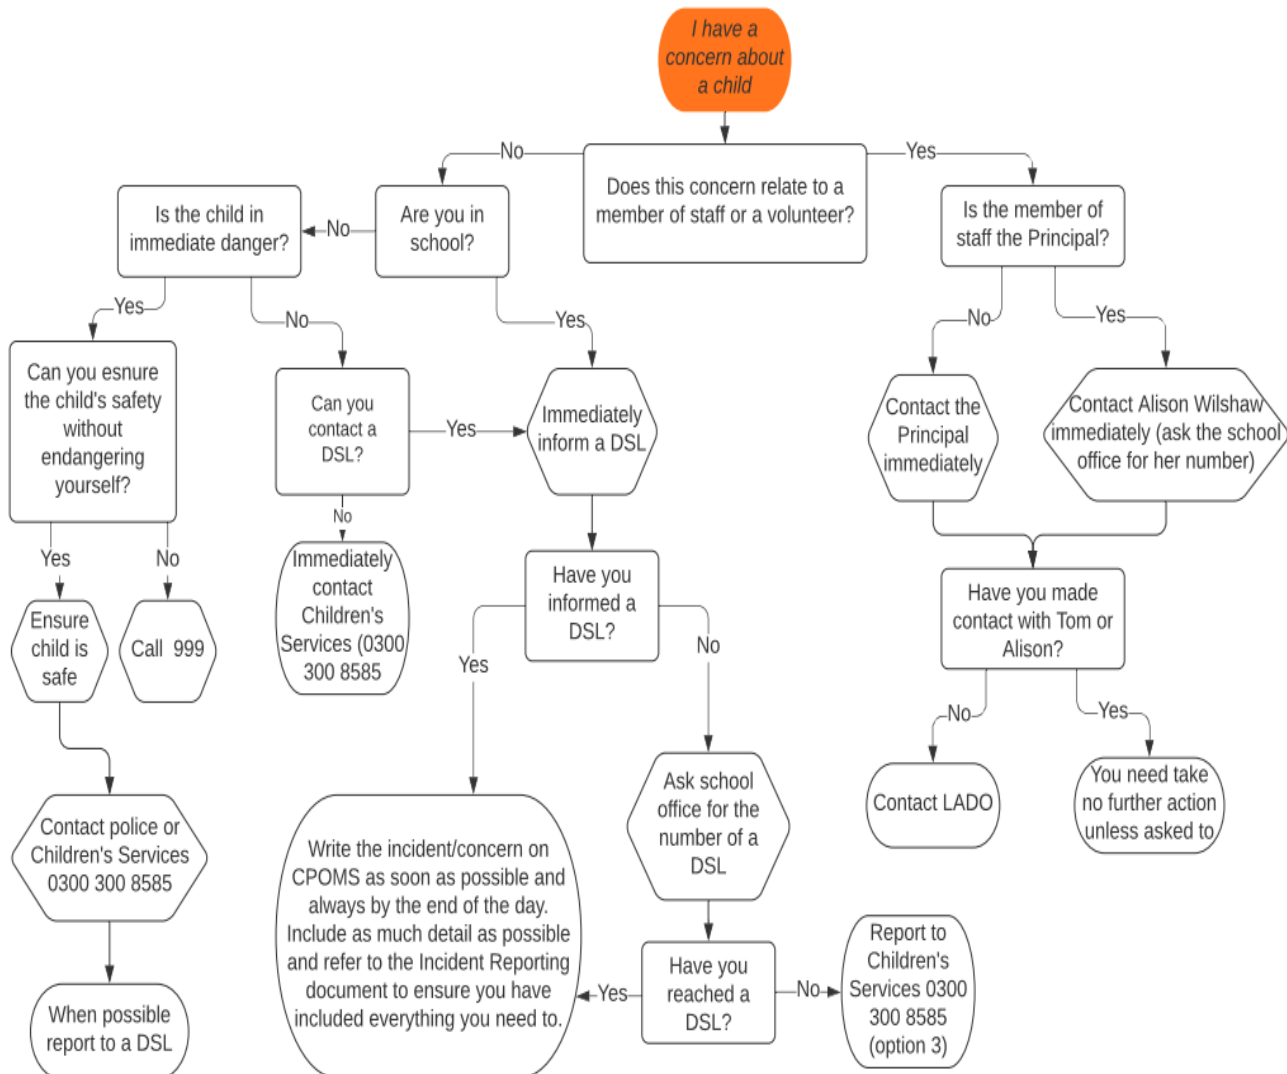 I have a
concern about
a child
No
Yes
Does this concern relate to a
member of staff or a volunteer?
Is the child in
immediate danger?
No
Are you in
school?
Is the member of
staff the Principal?
Yes
No
Yes
No
Yes
Can you esnure
the child's safety
without
endangering
yourself?
Can you
contact a
DSL?
Yes
Immediately
inform a DSL
Contact the
Principal
immediately
Contact Alison Wilshaw
immediately (ask the school
office for her number)
Yes
No
No
Immediately
contact
Children's
Services (0300
300 8585
Have you
informed a
DSL?
Have you made
contact with Tom or
Alison?
Ensure
child is
safe
Call 999
Yes
No
No
Yes
Contact police or
Children's Services
0300 300 8585
Write the incident/concern on
CPOMS as soon as possible and
always by the end of the day.
Include as much detail as possible
and refer to the Incident Reporting
document to ensure you have
included everything you need to.
Ask school
office for the
number of a
DSL
Contact LADO
You need take
no further action
unless asked to
When possible
report to a DSL
Yes
Have you
reached a
DSL?
No
Report to
Children's
Services 0300
300 8585
(option 3)